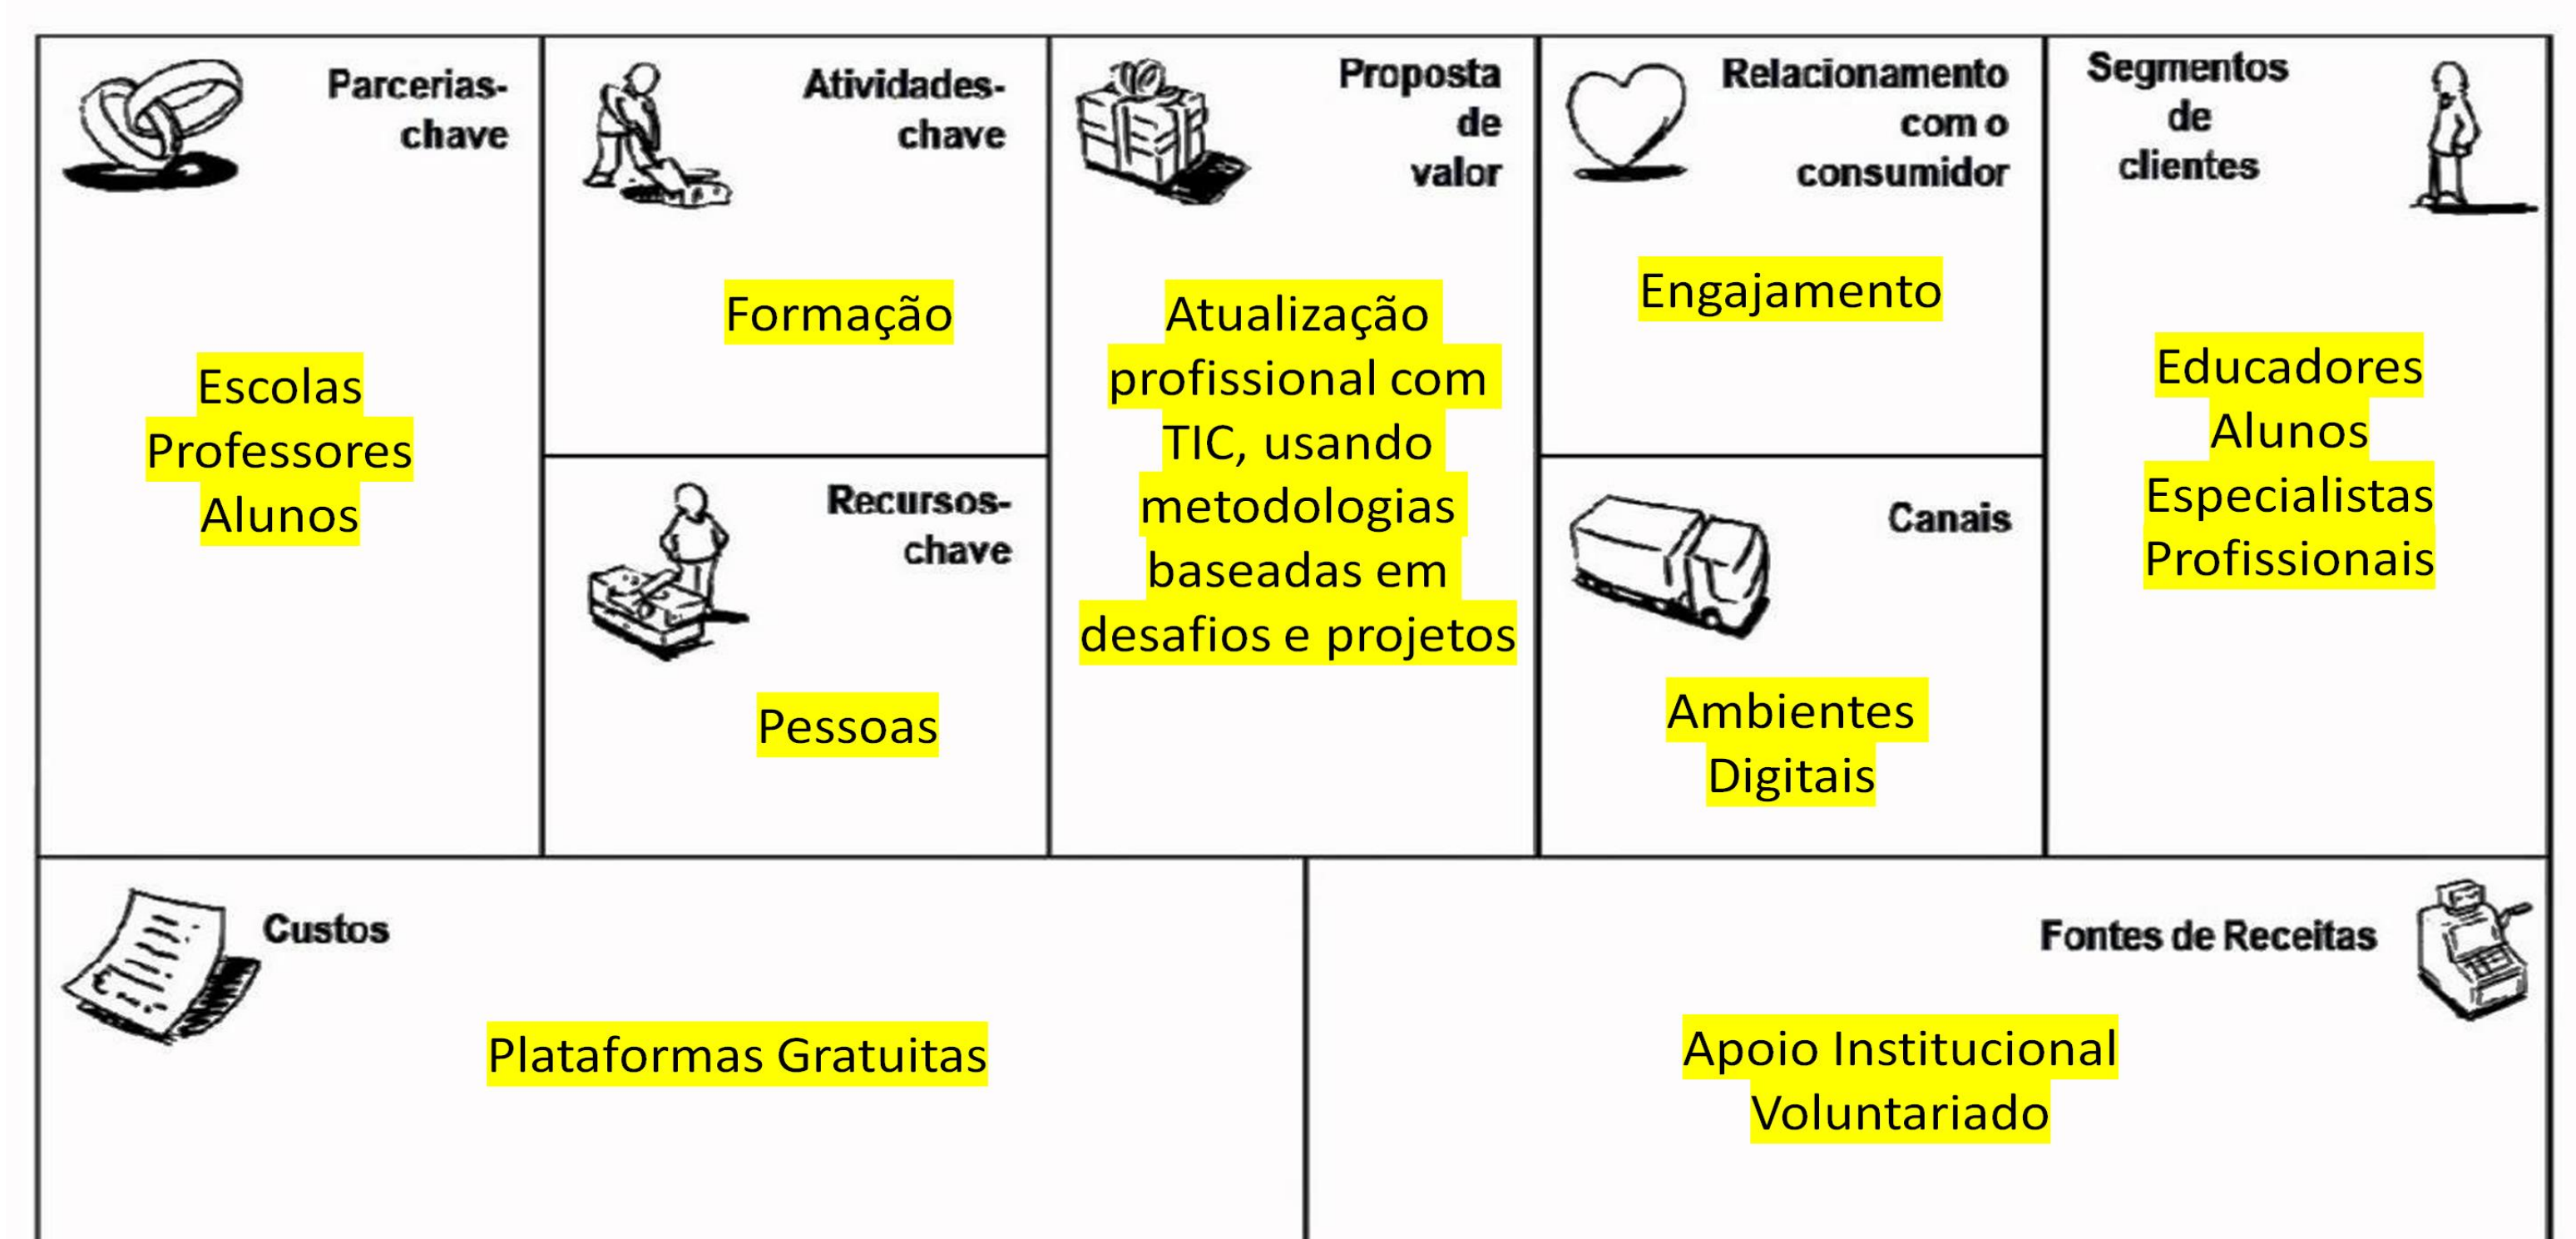 Parcerias-
chave
Escolas
Professores
Alunos
Atividades-
chave
Formação
Recursos-
chave
Pessoas
Proposta
de
valor
Atualização
profissional com
TIC, usando
metodologias
baseadas em
desafios e projetos
Relacionamento
com o
consumidor
Engajamento
Canais
Ambientes
Digitais
Segmentos
de
clientes
Educadores
Alunos
Especialistas
Profissionais
Custos
Plataformas Gratuitas
Fontes de Receitas
Apoio Institucional
Voluntariado